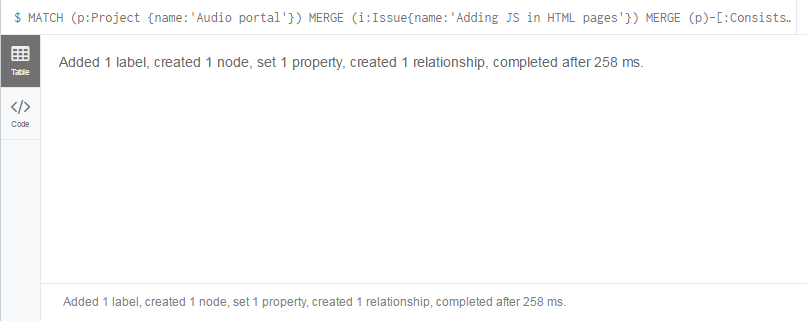 $ MATCH (p:Project {name:'Audio portal'}) MERGE (i:Issue{name:'Adding JS in HTML pages'}) MERGE (p)-[:Consists…
Table
Added 1 label, created 1 node, set 1 property, created 1 relationship, completed after 258 ms.
</>
Code
Added 1 label, created 1 node, set 1 property, created 1 relationship, completed after 258 ms.